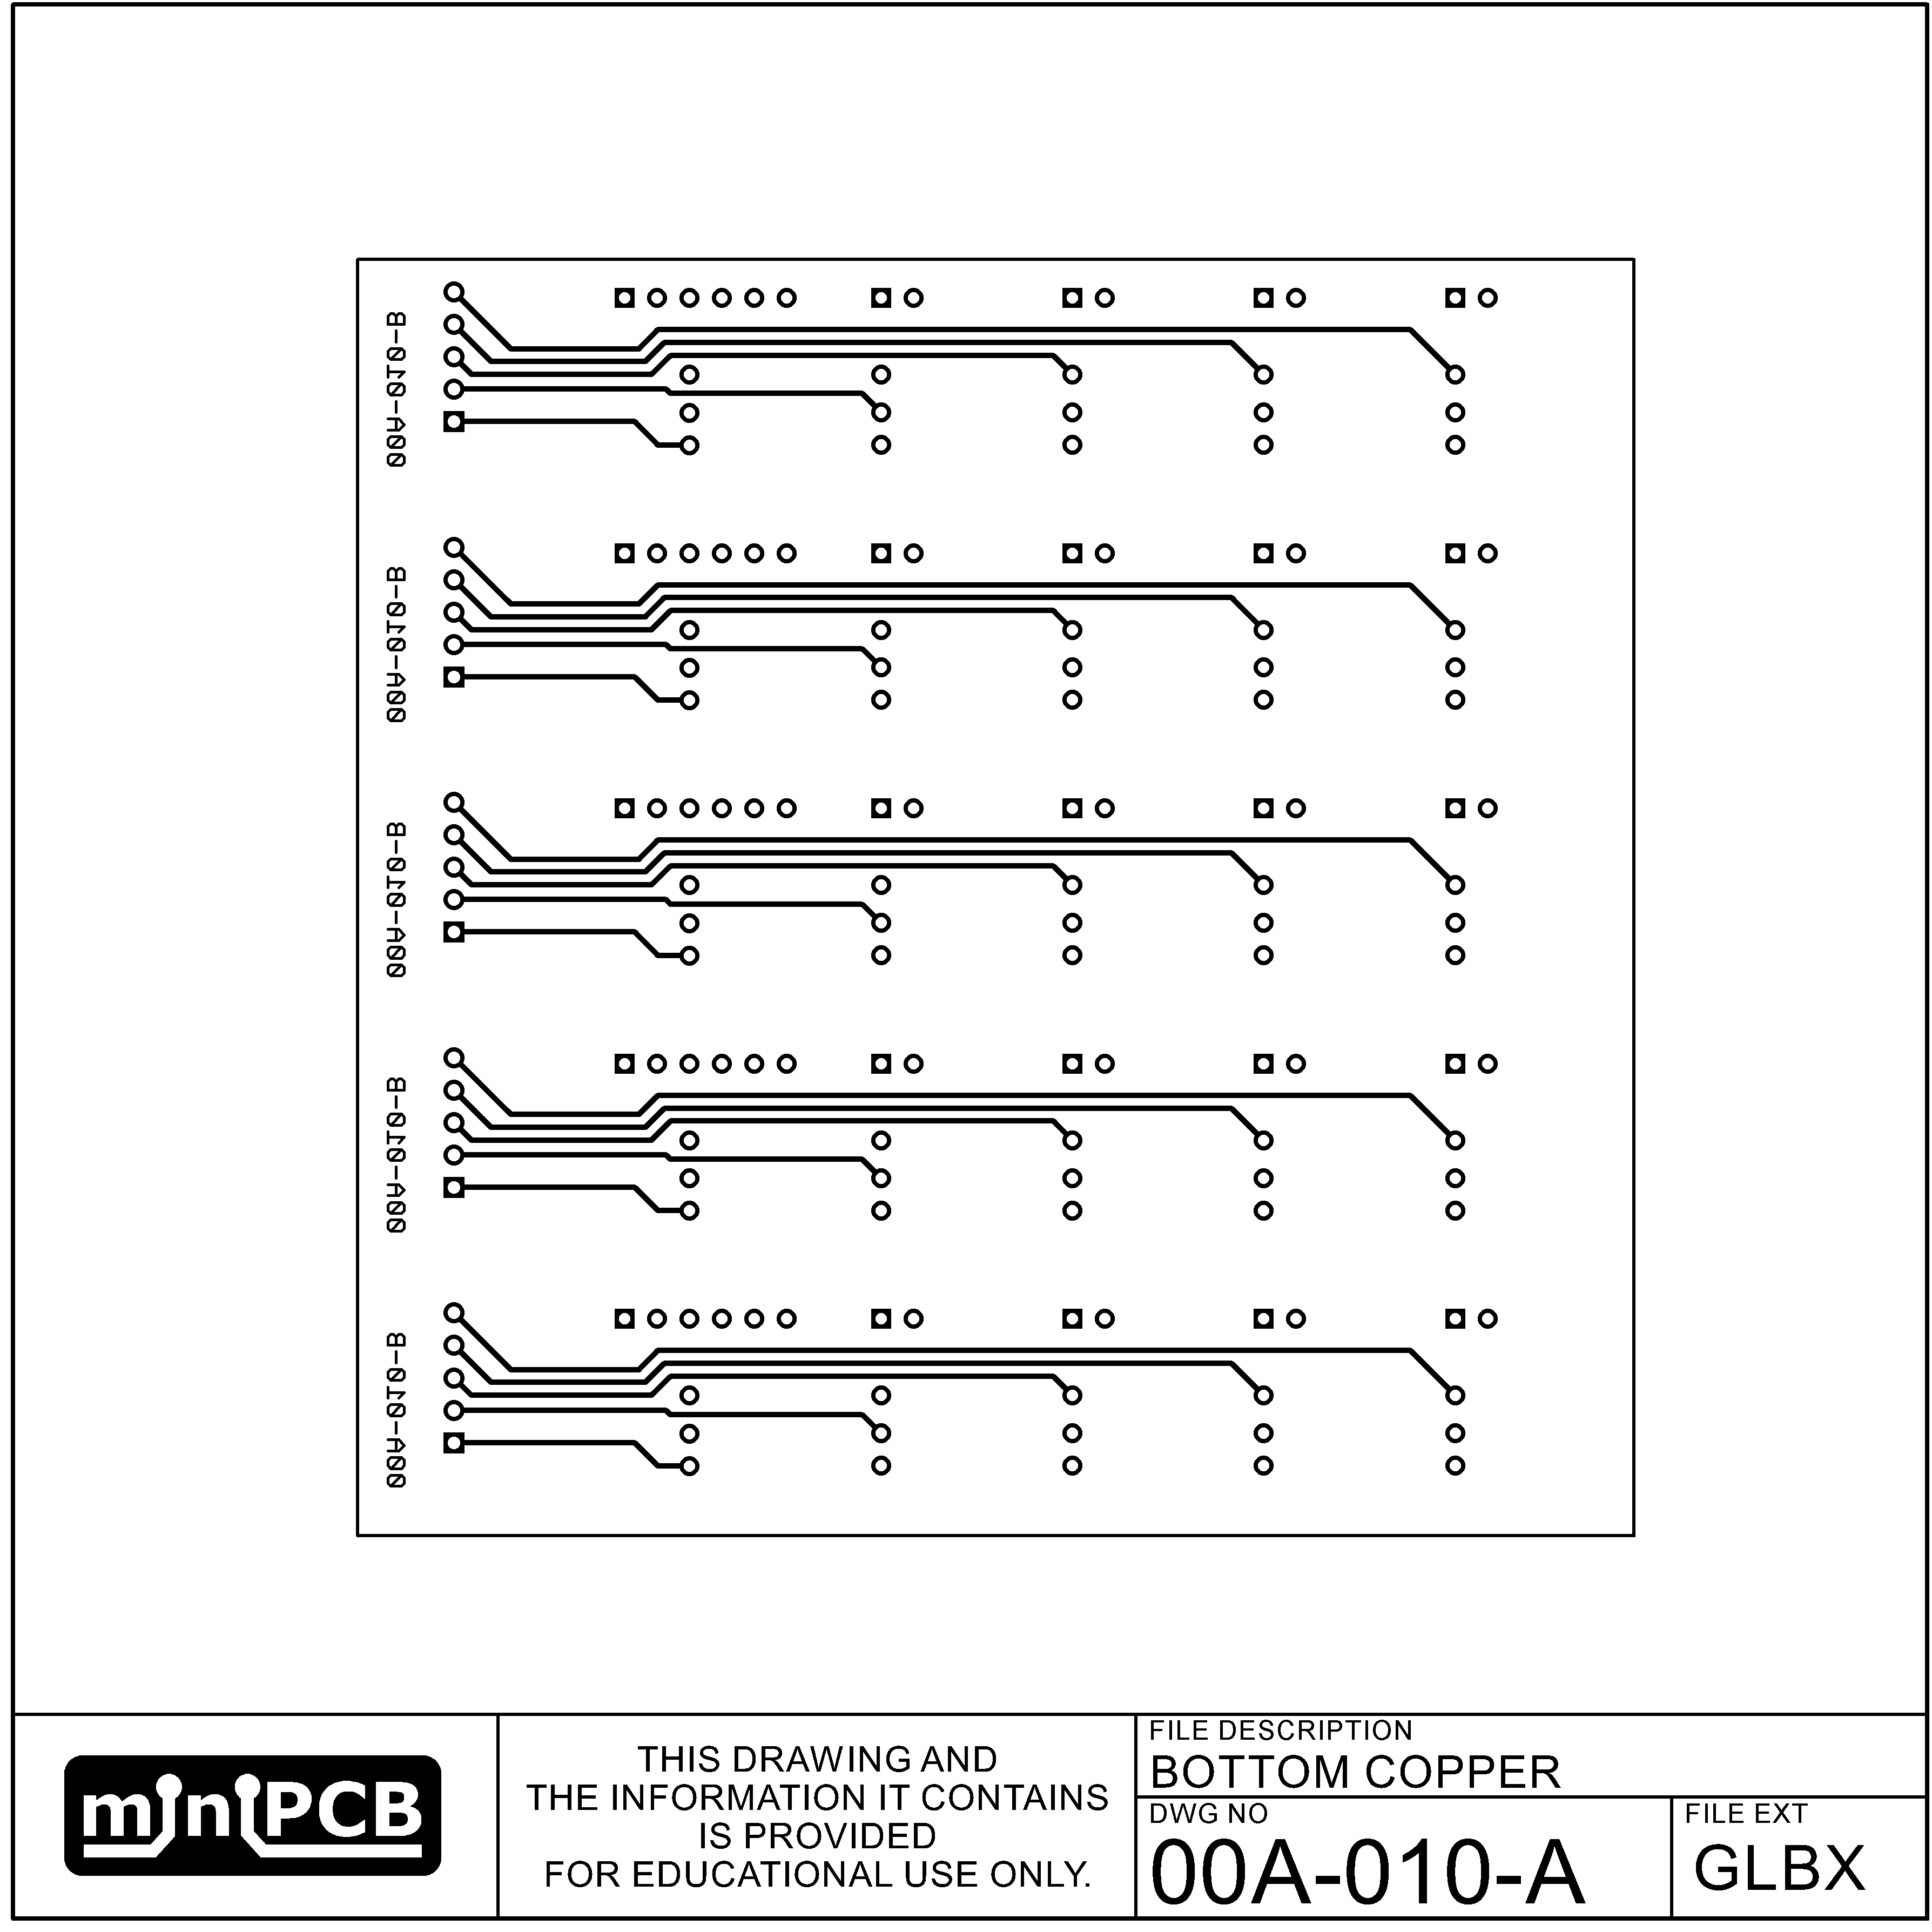 00A-010-B
00A-010-B
00A-010-B
00A-010-B
00A-010-B
miniPCB
THIS DRAWING AND
THE INFORMATION IT CONTAINS
IS PROVIDED
FOR EDUCATIONAL USE ONLY.
FILE DESCRIPTION
BOTTOM COPPER
DWG NO
00A-010-A
FILE EXT
GLBX